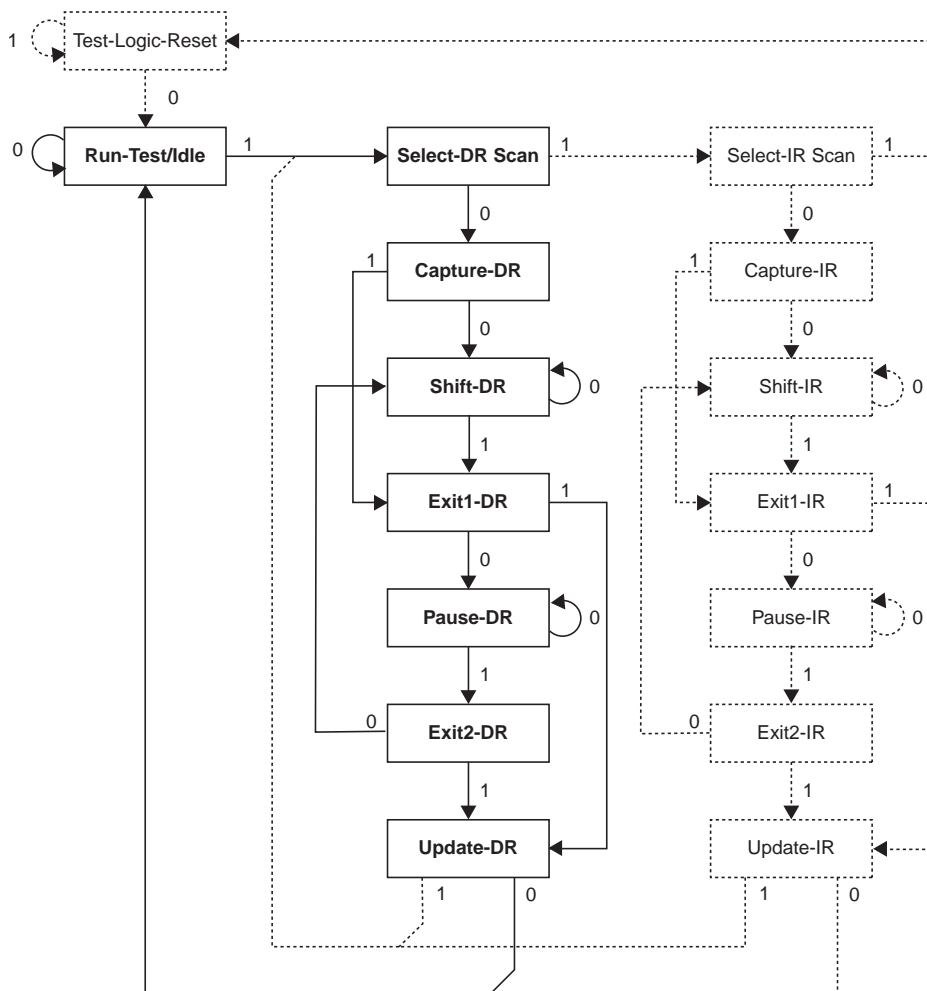 1 Test-Logic-Reset
0
0 Run-Test/Idle 1 Select-DR Scan 1 Select-IR Scan 1
0 0
1 Capture-DR 1 Capture-IR
0 0
Shift-DR 0 Shift-IR 0
1 1
Exit1-DR 1 Exit1-IR 1
0 0
Pause-DR 0 Pause-IR 0
1 1
0 Exit2-DR 0 Exit2-IR
1 1
Update-DR Update-IR
1 0 1 0